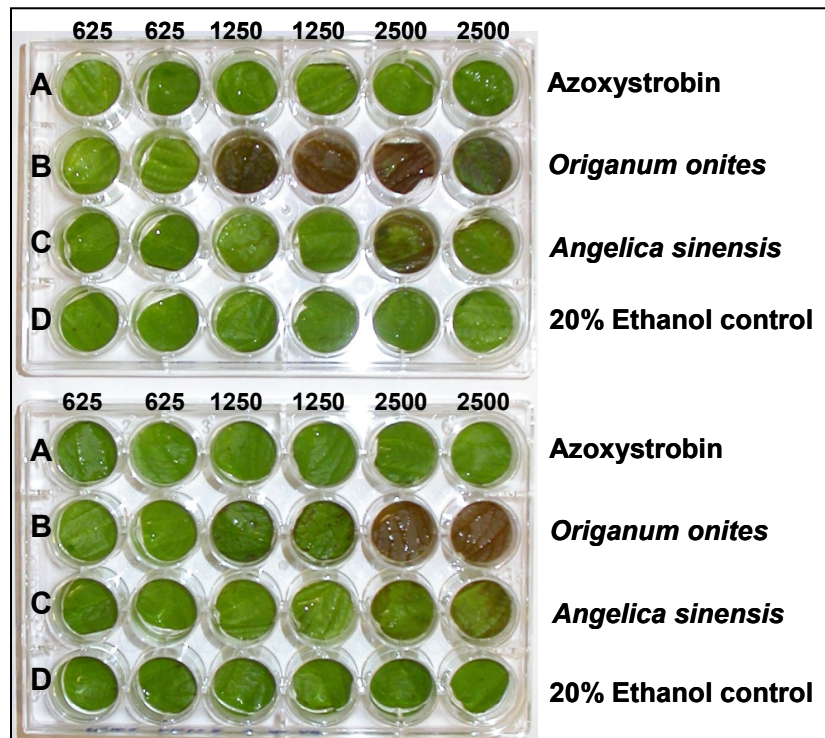 625 625 1250 1250 2500 2500
A Azoxystrobin
B Origanum onites
C Angelica sinensis
D 20% Ethanol control
625 625 1250 1250 2500 2500
A Azoxystrobin
B Origanum onites
C Angelica sinensis
D 20% Ethanol control